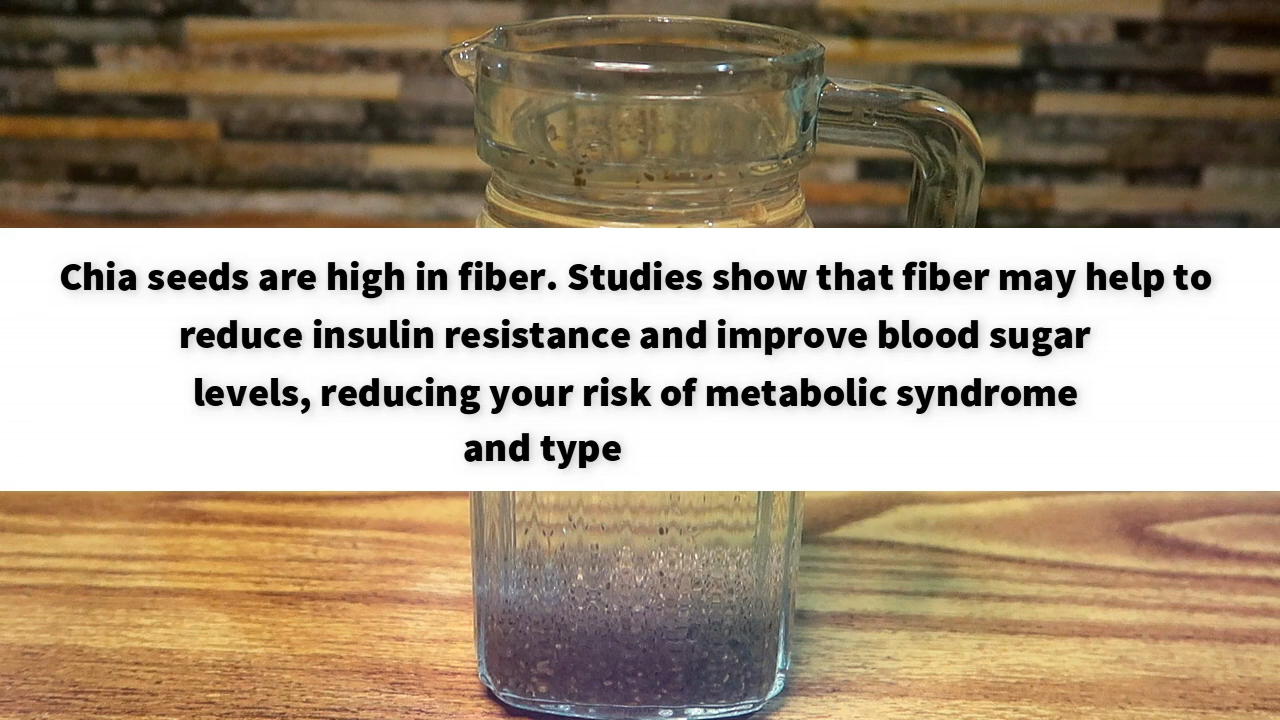 Chia seeds are high in fiber. Studies show that fiber may help to
reduce insulin resistance and improve blood sugar
levels, reducing your risk of metabolic syndrome
and type